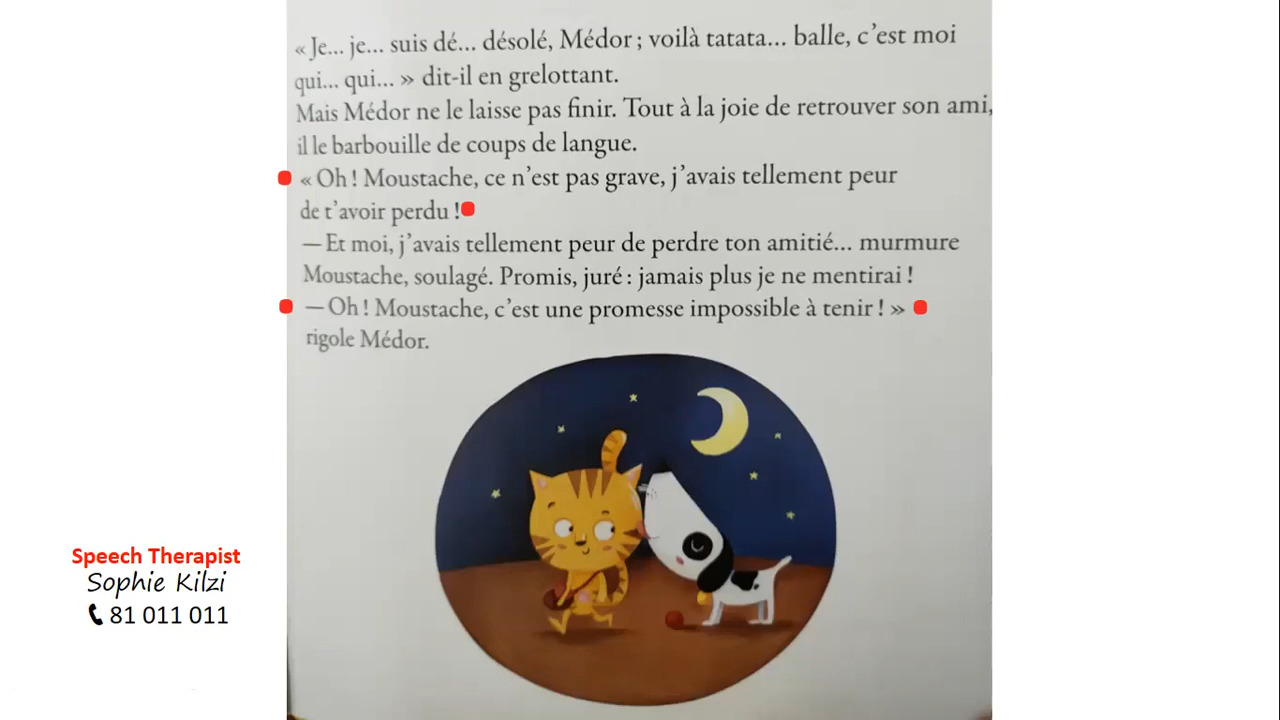 « Je... je... suis dé... désolé, Médor ; voilà tatata... balle, c'est moi
qui... qui... » dit-il en grelottant.
Mais Médor ne le laisse pas finir. Tout à la joie de retrouver son ami,
il le barbouille de coups de langue.
« Oh ! Moustache, ce n'est pas grave, j'avais tellement peur
de t'avoir perdu !
— Et moi, j'avais tellement peur de perdre ton amitié... murmure
Moustache, soulagé. Promis, juré : jamais plus je ne mentirai !
— Oh ! Moustache, c'est une promesse impossible à tenir ! »
rigole Médor.
Speech Therapist
Sophie Kilzi
81 011 011